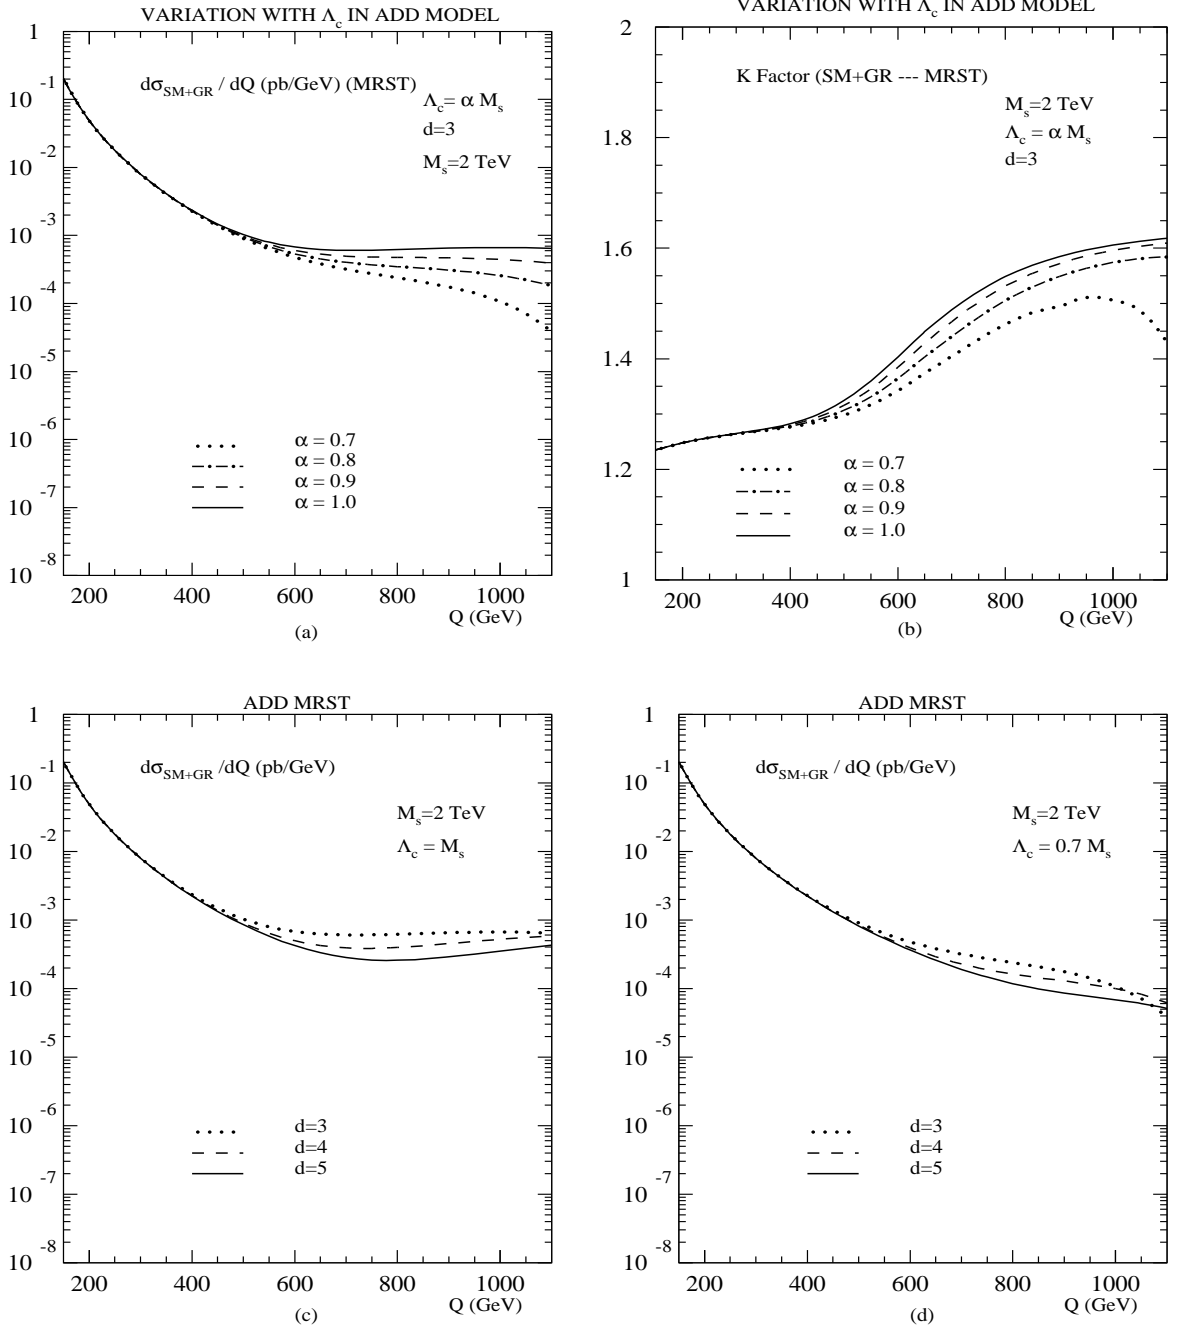 VARIATION WITH Λc IN ADD MODEL
dσSM+GR / dQ (pb/GeV) (MRST)
Λc= α Ms
d=3
Ms=2 TeV
1
10 -1
10 -2
10 -3
10 -4
10 -5
10 -6
10 -7
10 -8
α = 0.7
α = 0.8
α = 0.9
α = 1.0
200 400 600 800 1000
Q (GeV)
(a)
VARIATION WITH Λc IN ADD MODEL
K Factor (SM+GR --- MRST)
Ms=2 TeV
Λc = α Ms
d=3
2
1.8
1.6
1.4
1.2
1
α = 0.7
α = 0.8
α = 0.9
α = 1.0
200 400 600 800 1000
Q (GeV)
(b)
ADD MRST
dσSM+GR /dQ (pb/GeV)
Ms=2 TeV
Λc = Ms
1
10 -1
10 -2
10 -3
10 -4
10 -5
10 -6
10 -7
10 -8
d=3
d=4
d=5
200 400 600 800 1000
Q (GeV)
(c)
ADD MRST
dσSM+GR / dQ (pb/GeV)
Ms=2 TeV
Λc = 0.7 Ms
1
10 -1
10 -2
10 -3
10 -4
10 -5
10 -6
10 -7
10 -8
d=3
d=4
d=5
200 400 600 800 1000
Q (GeV)
(d)